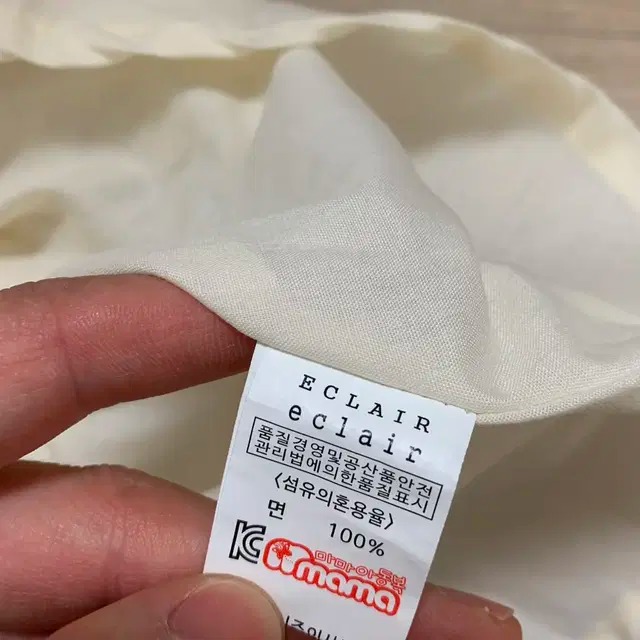 ECLAIR
eclair
품질경영및공산품안전
관리법에의한품질표시
〈섬유의혼용율〉
면 100%
마마아동복
mama